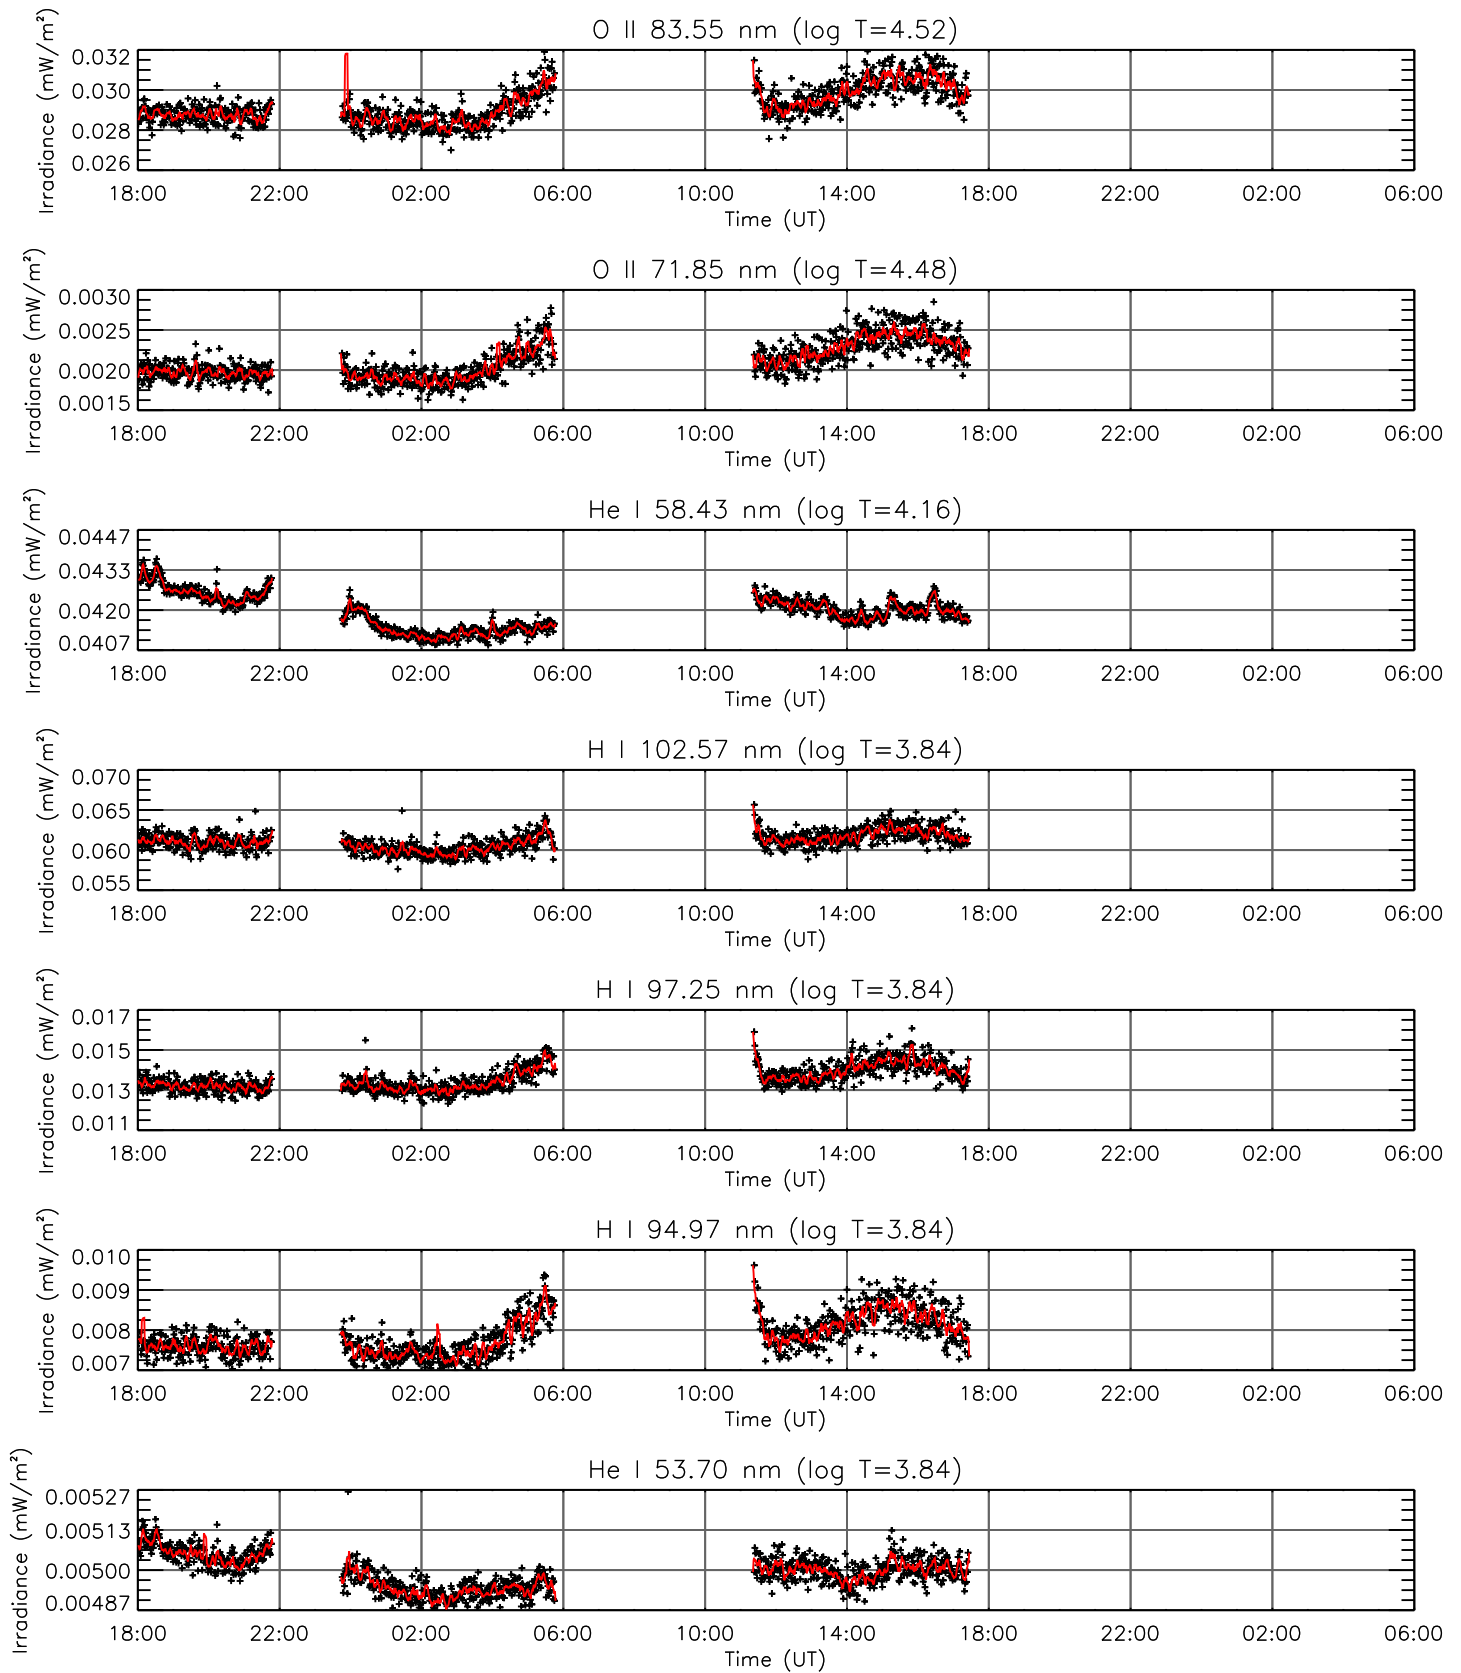 O II 83.55 nm (log T=4.52)
Irradiance (mW/m²)
0.032
0.030
0.028
0.026
18:00 22:00 02:00 06:00 10:00 14:00 18:00 22:00 02:00 06:00
Time (UT)
O II 71.85 nm (log T=4.48)
Irradiance (mW/m²)
0.0030
0.0025
0.0020
0.0015
18:00 22:00 02:00 06:00 10:00 14:00 18:00 22:00 02:00 06:00
Time (UT)
He I 58.43 nm (log T=4.16)
Irradiance (mW/m²)
0.0447
0.0433
0.0420
0.0407
18:00 22:00 02:00 06:00 10:00 14:00 18:00 22:00 02:00 06:00
Time (UT)
H I 102.57 nm (log T=3.84)
Irradiance (mW/m²)
0.070
0.065
0.060
0.055
18:00 22:00 02:00 06:00 10:00 14:00 18:00 22:00 02:00 06:00
Time (UT)
H I 97.25 nm (log T=3.84)
Irradiance (mW/m²)
0.017
0.015
0.013
0.011
18:00 22:00 02:00 06:00 10:00 14:00 18:00 22:00 02:00 06:00
Time (UT)
H I 94.97 nm (log T=3.84)
Irradiance (mW/m²)
0.010
0.009
0.008
0.007
18:00 22:00 02:00 06:00 10:00 14:00 18:00 22:00 02:00 06:00
Time (UT)
He I 53.70 nm (log T=3.84)
Irradiance (mW/m²)
0.00527
0.00513
0.00500
0.00487
18:00 22:00 02:00 06:00 10:00 14:00 18:00 22:00 02:00 06:00
Time (UT)